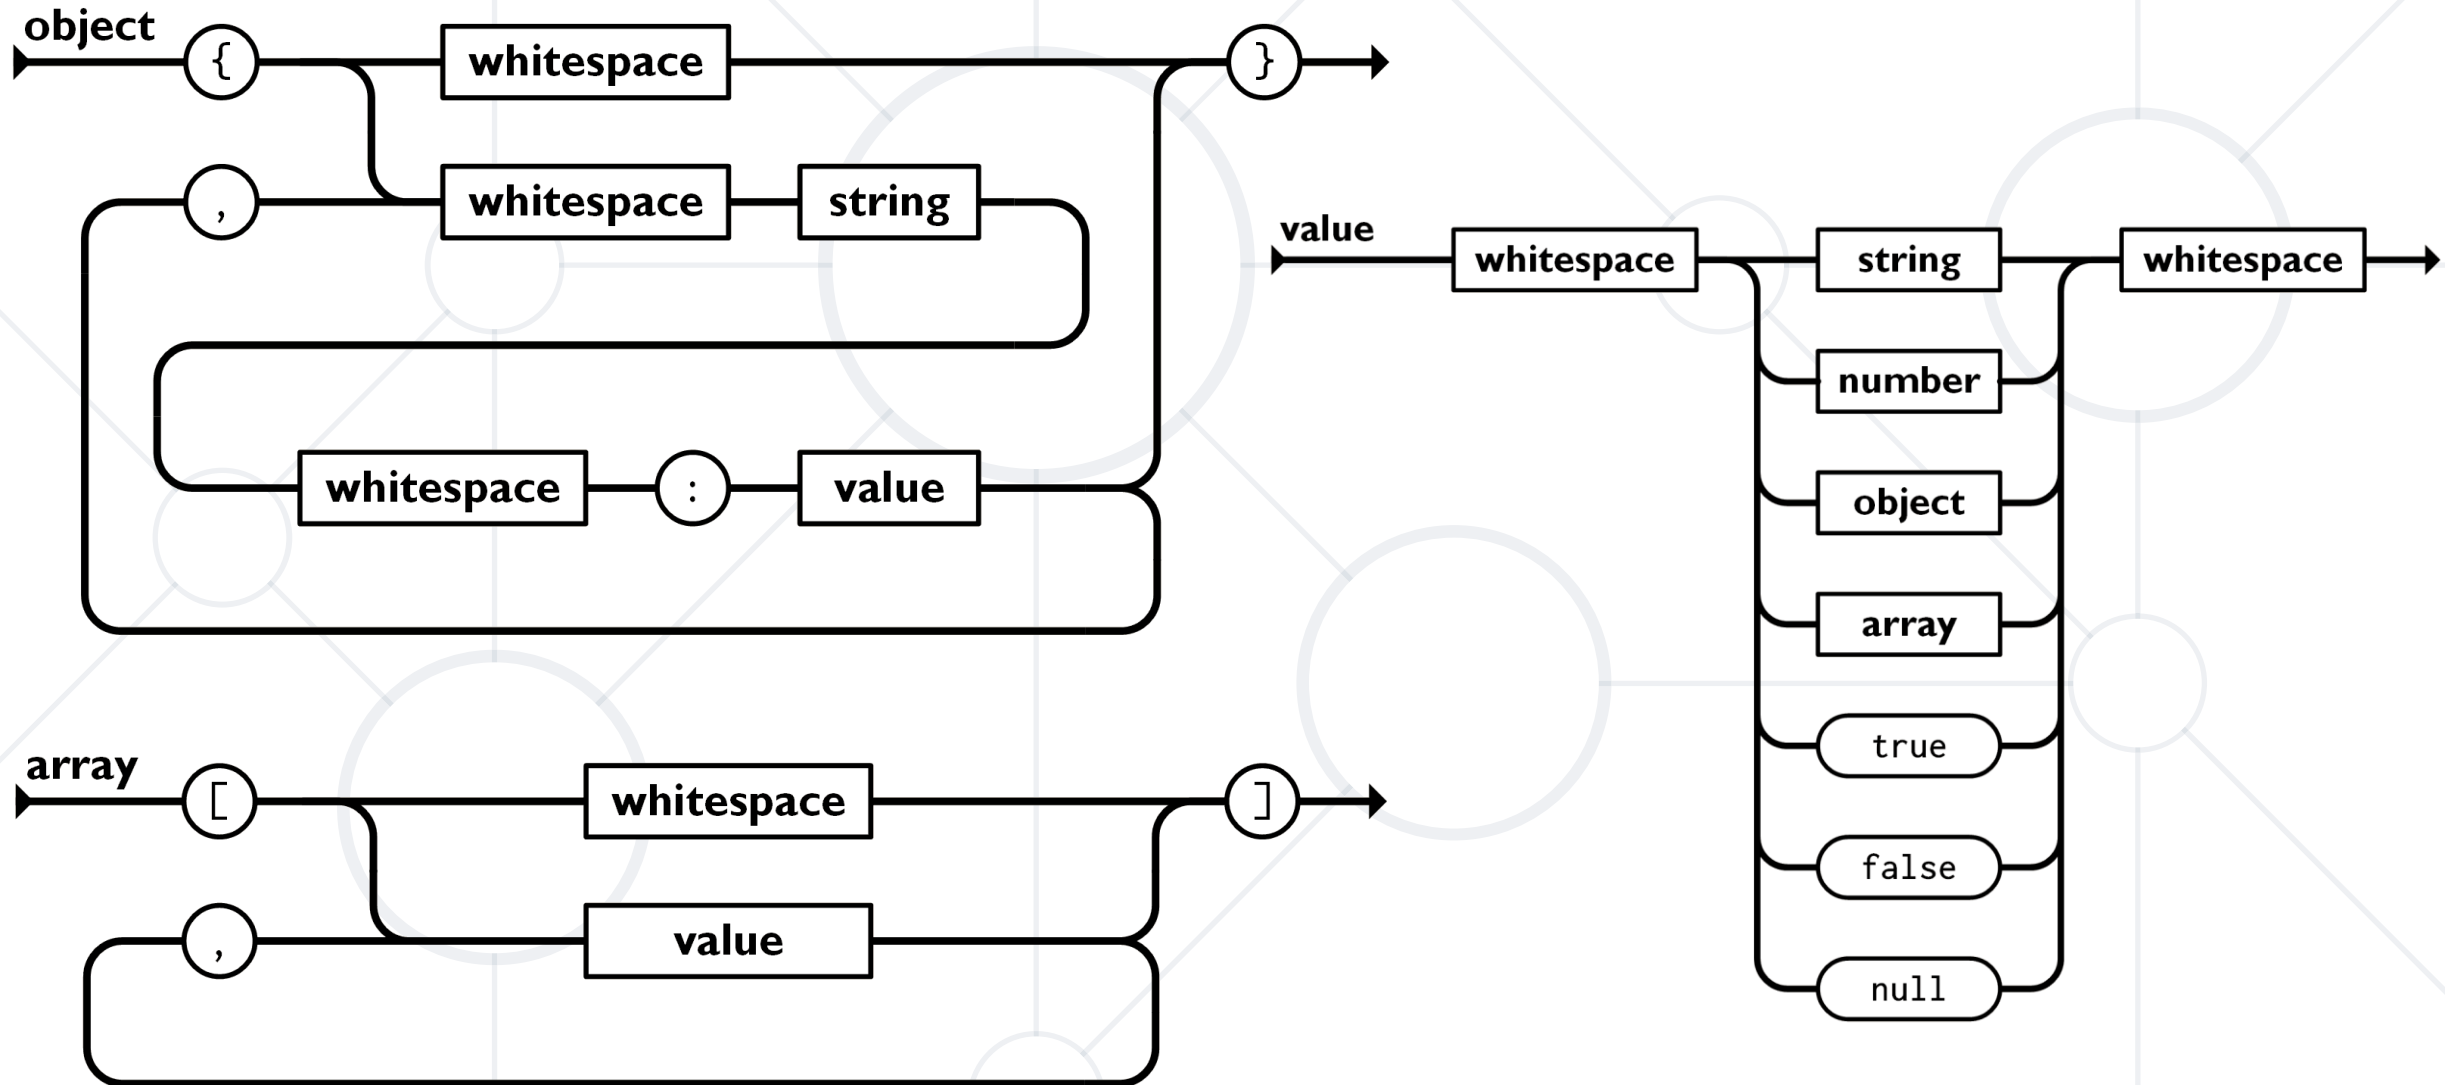 object
{ whitespace }
, whitespace string
whitespace : value
array
[ whitespace ]
, value
value
whitespace string whitespace
number
object
array
true
false
null